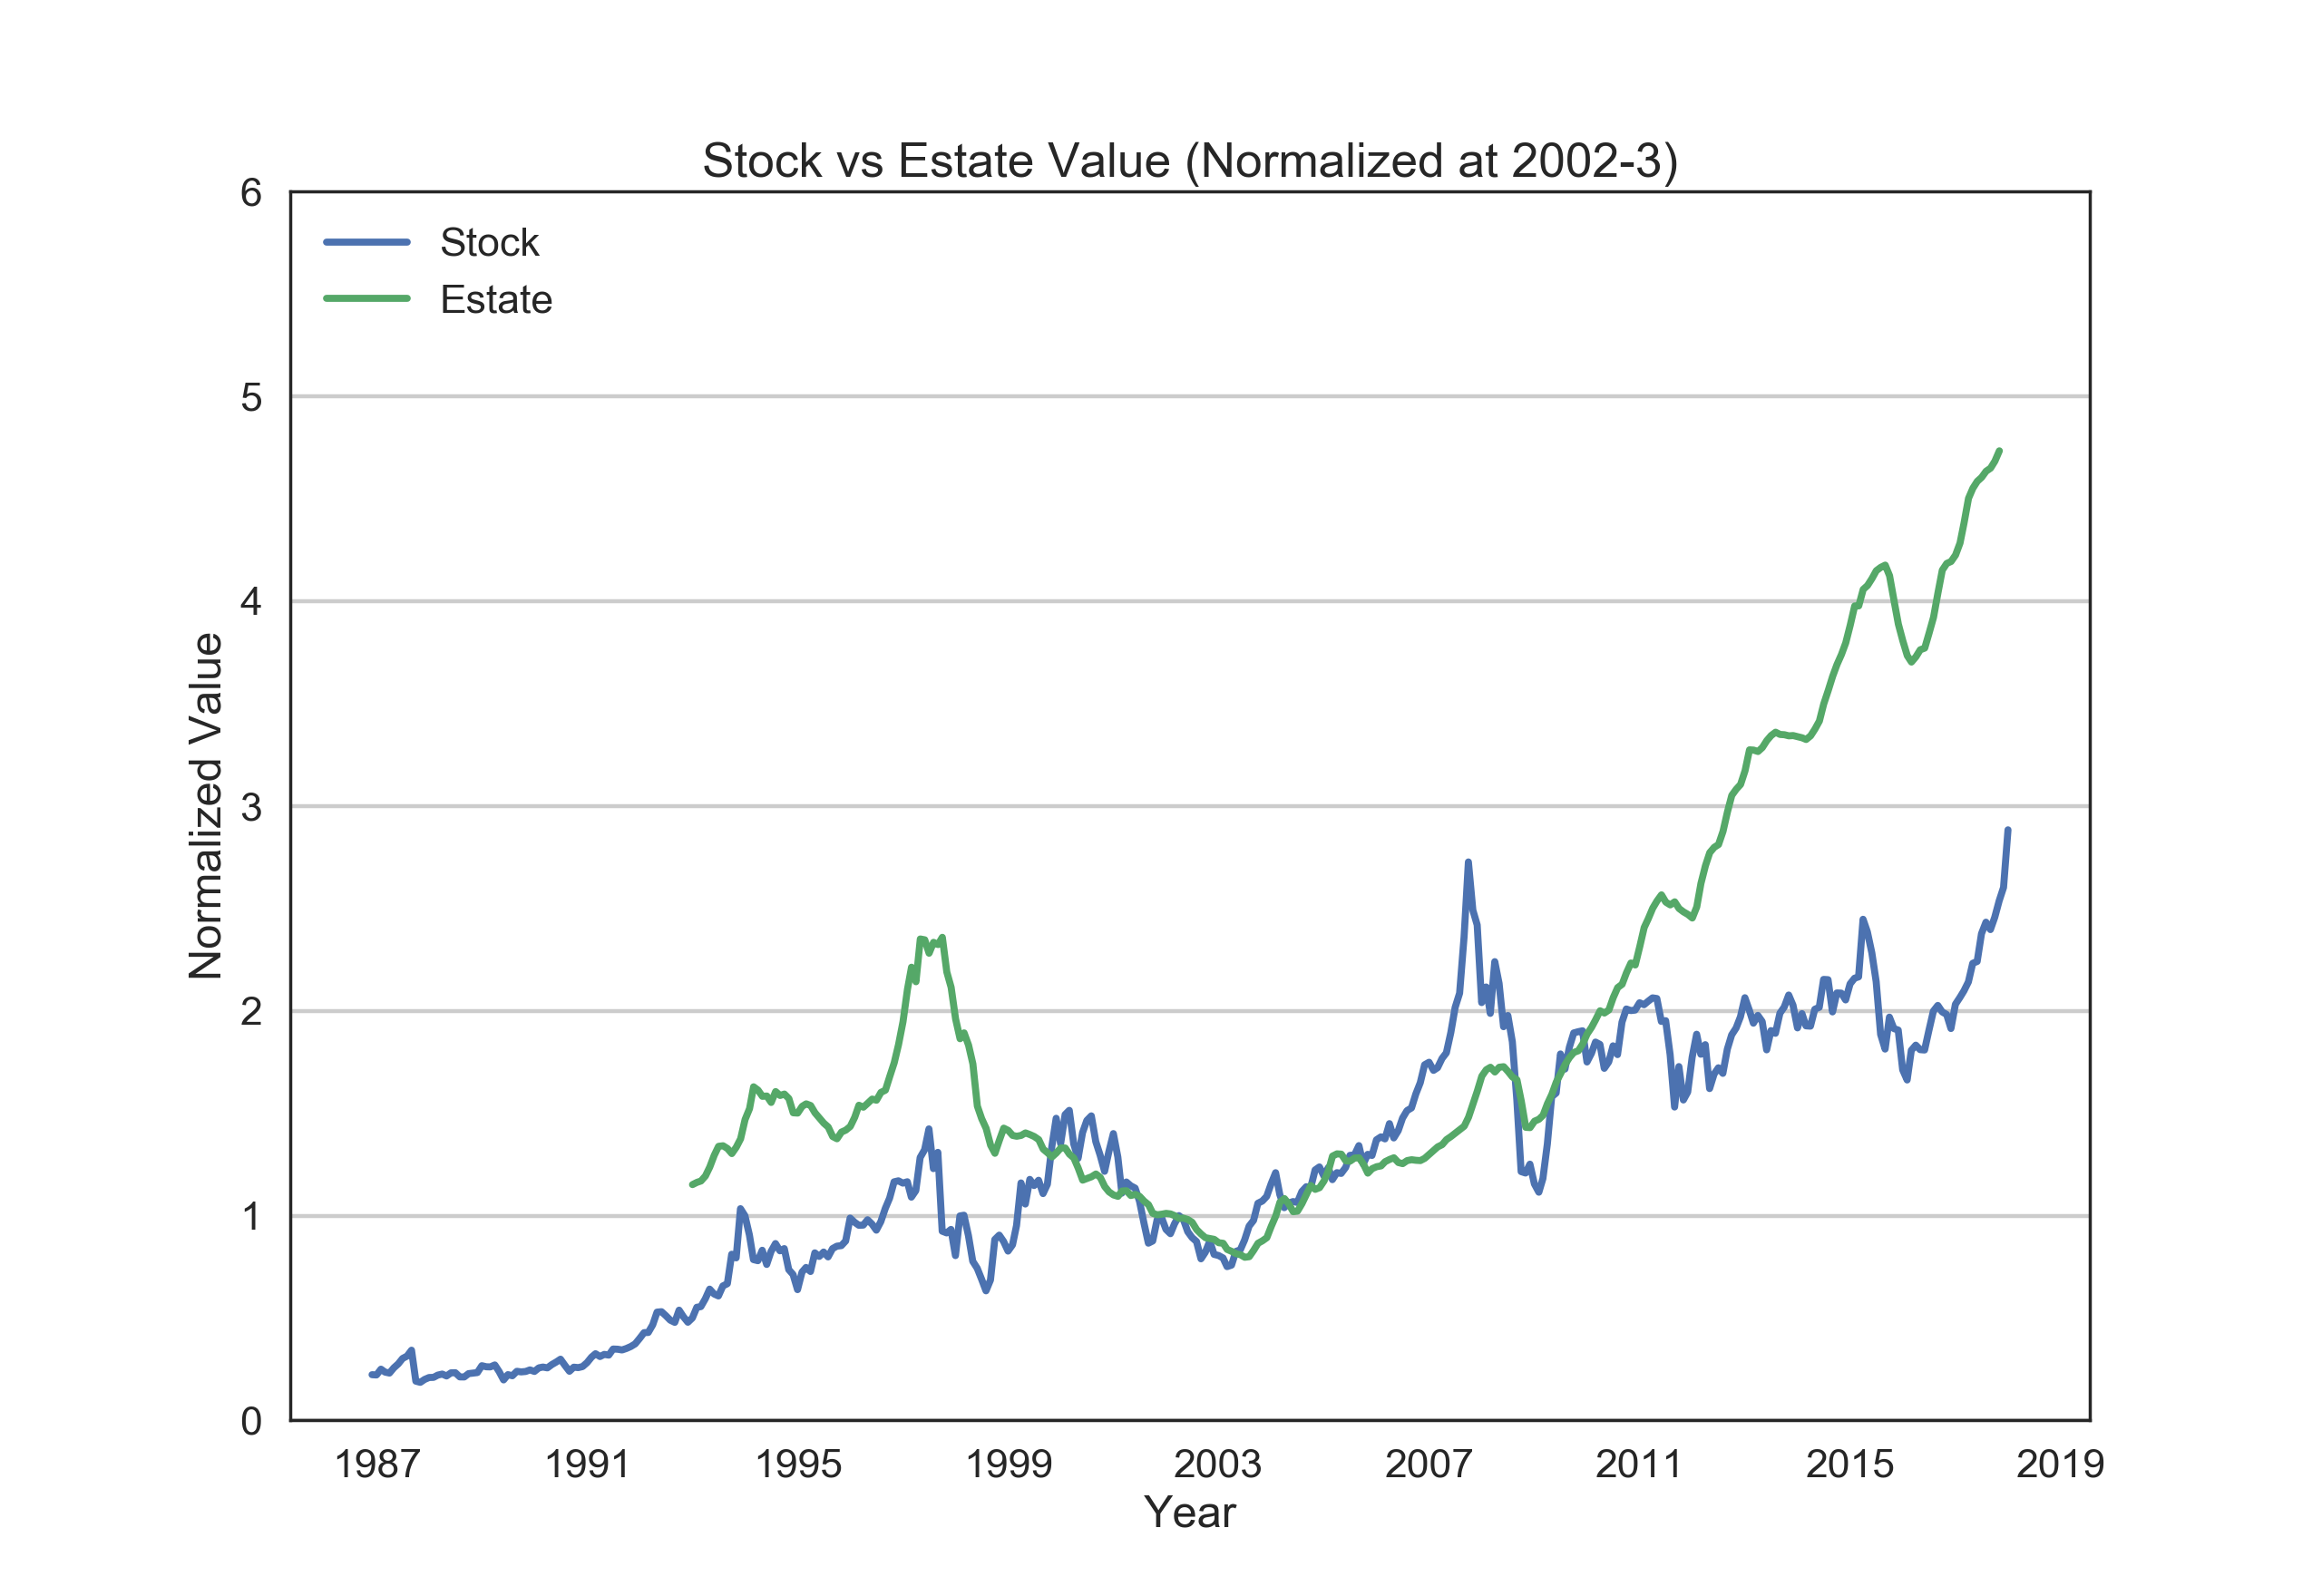 Stock vs Estate Value (Normalized at 2002-3)
6
Stock
Estate
5
4
3
2
1
0
Normalized Value
1987 1991 1995 1999 2003 2007 2011 2015 2019
Year